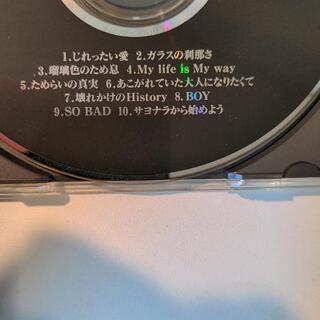 1.じれったい愛 2.ガラスの刹那さ
3.瑠璃色のため息 4.My life is My way
5.ためらいの真実 6.あこがれていた大人になりたくて
7.壊れかけのHistory 8.BOY
9.SO BAD 10.サヨナラから始めよう